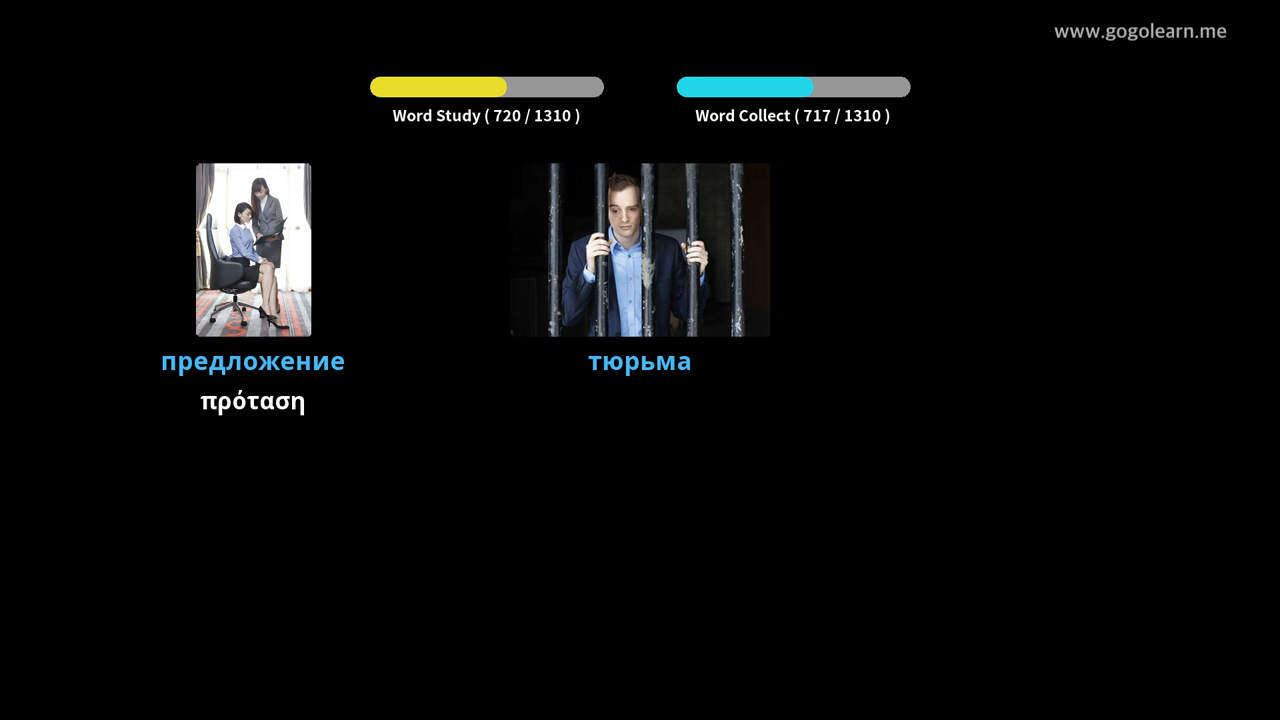 www.gogolearn.me
Word Study ( 720 / 1310 )
Word Collect ( 717 / 1310 )
предложение
πρόταση
тюрьма